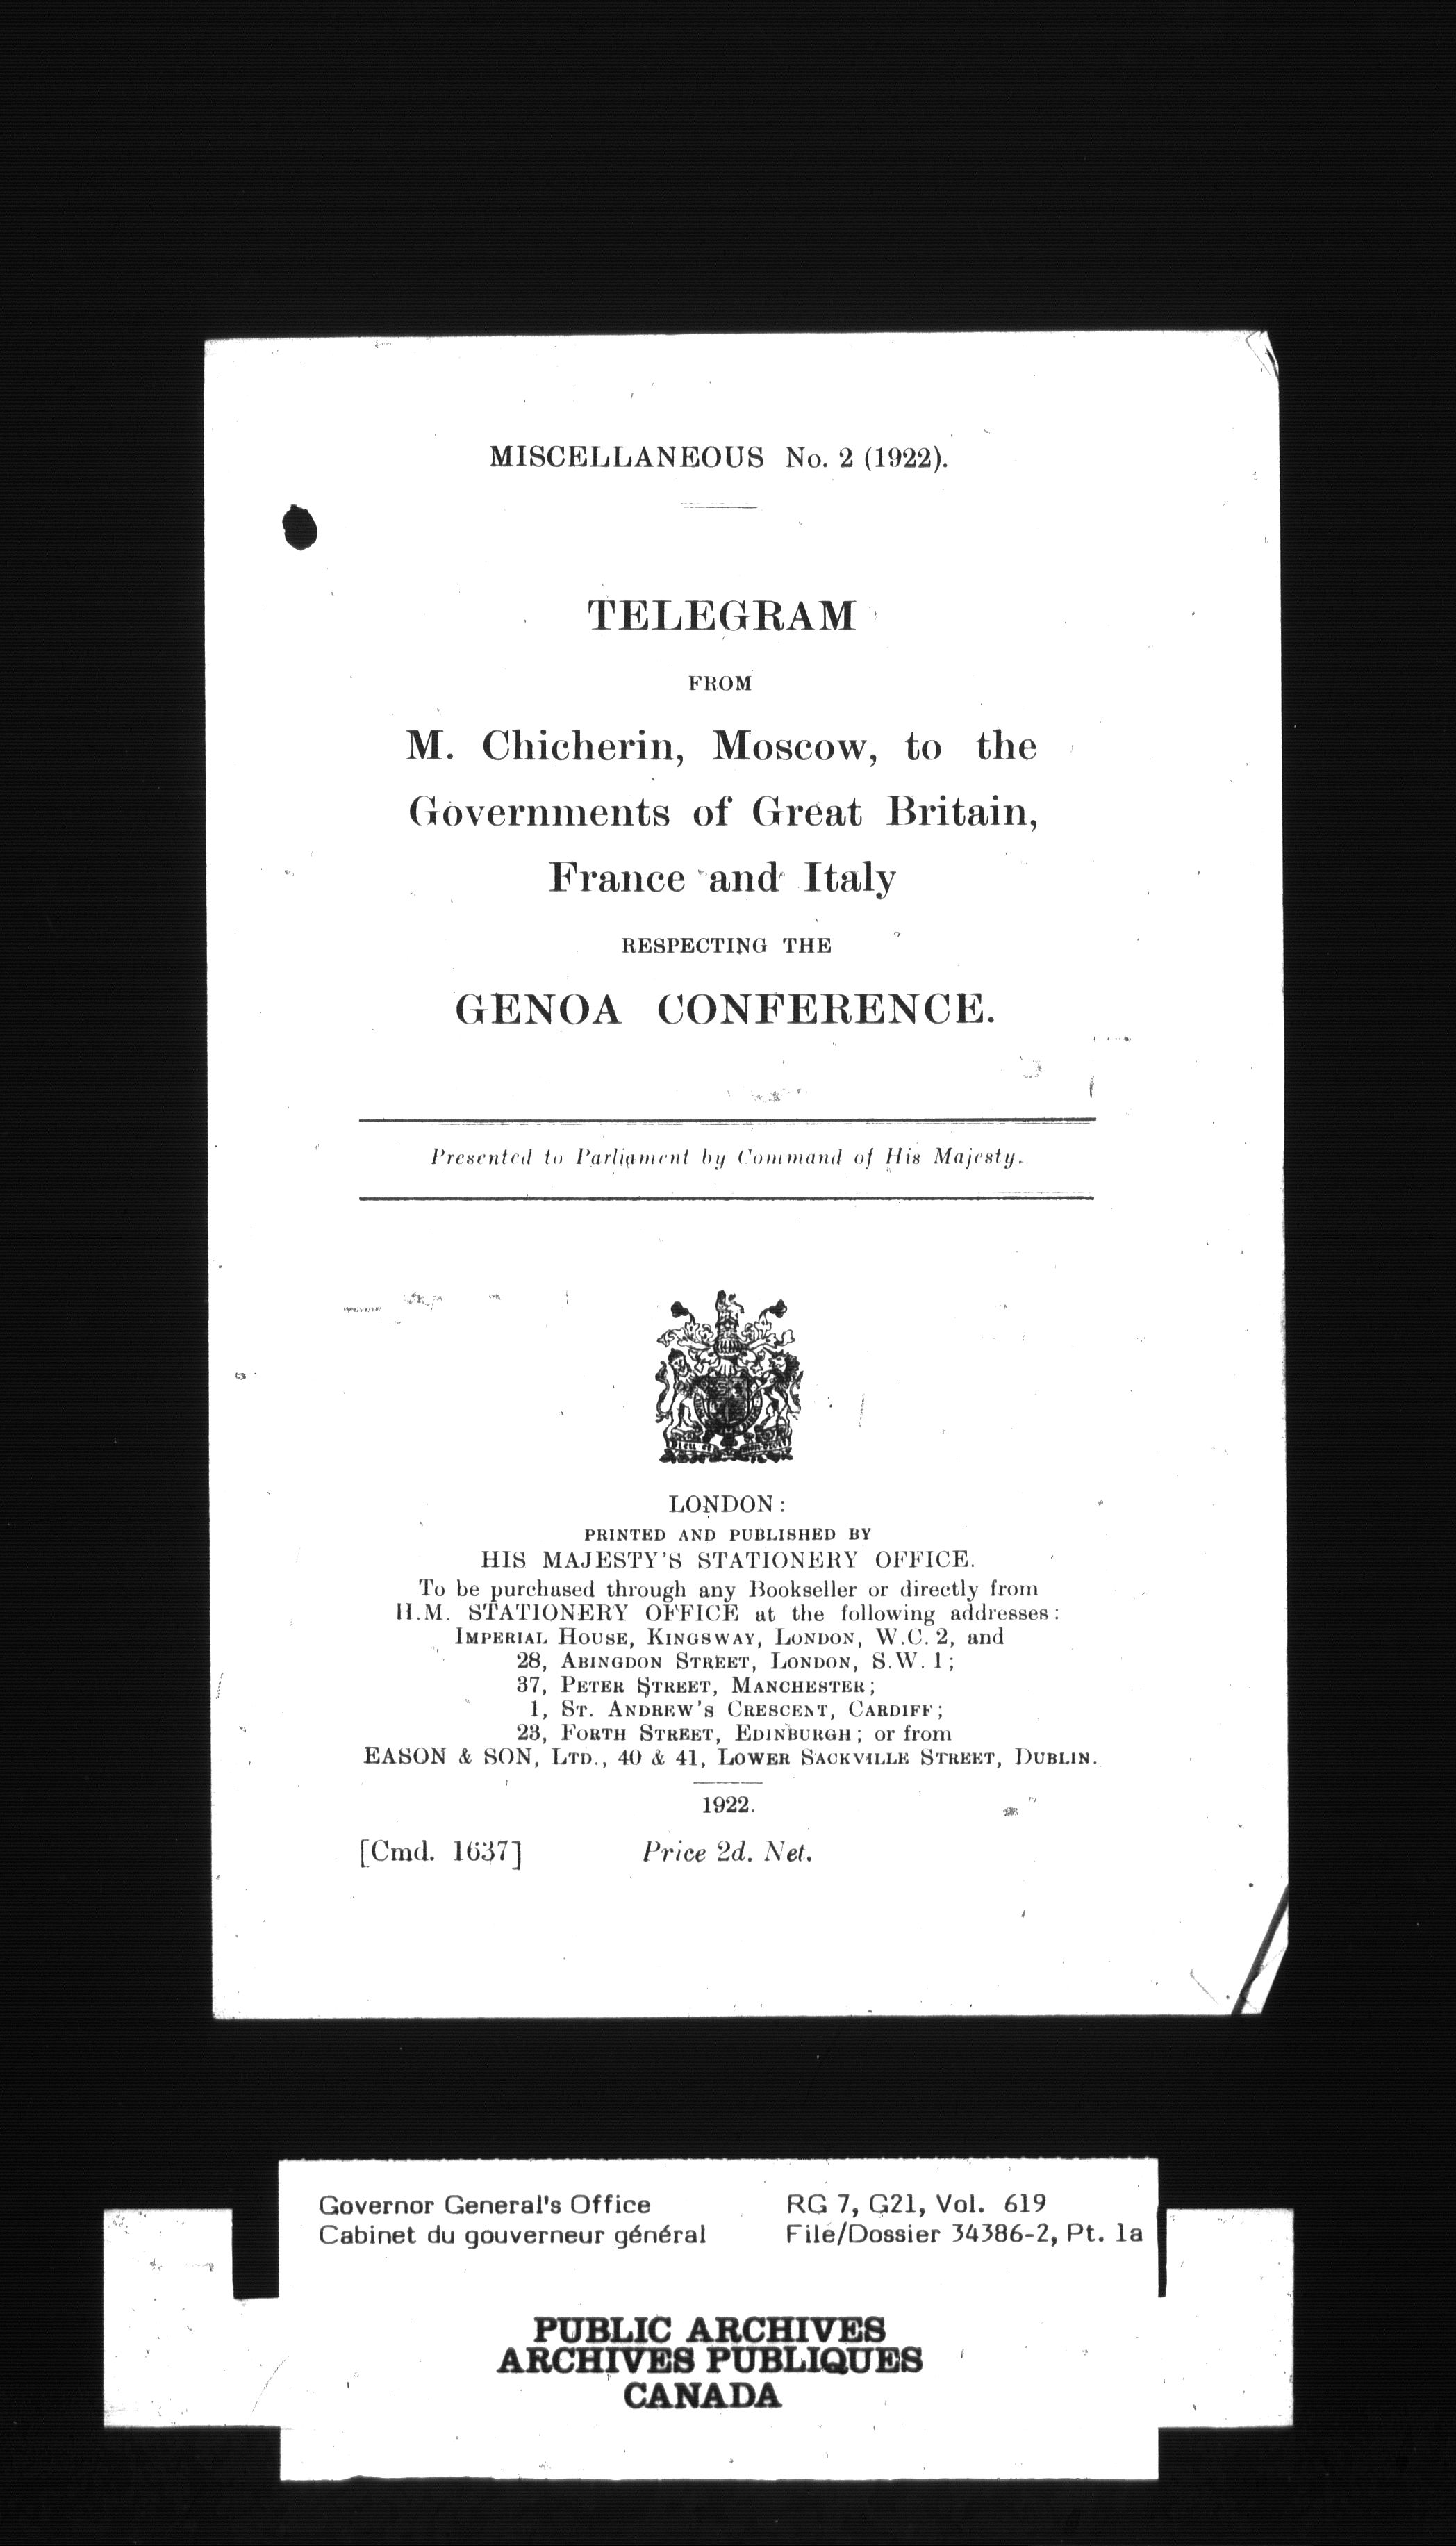 MISCELLANEOUS No. 2 (1922).
TELEGRAM
FROM
M. Chicherin, Moscow, to the
Governments of Great Britain,
France and Italy
RESPECTING THE
GENOA CONFERENCE.
Presented to Parliament by Command of His Majesty.
DIEU ET MON DROIT
LONDON:
PRINTED AND PUBLISHED BY
HIS MAJESTY'S STATIONERY OFFICE.
To be purchased through any Bookseller or directly from
H.M. STATIONERY OFFICE at the following addresses:
IMPERIAL HOUSE, KINGSWAY, LONDON, W.C. 2, and
28, ABINGDON STREET, LONDON, S.W. 1;
37, PETER STREET, MANCHESTER;
1, ST. ANDREW'S CRESCENT, CARDIFF;
23, FORTH STREET, EDINBURGH; or from
EASON & SON, LTD., 40 & 41, LOWER SACKVILLE STREET, DUBLIN.
1922.
[Cmd. 1637] Price 2d. Net.
Governor General's Office RG 7, G21, Vol. 619
Cabinet du gouverneur général File/Dossier 34386-2, Pt. 1a
PUBLIC ARCHIVES
ARCHIVES PUBLIQUES
CANADA